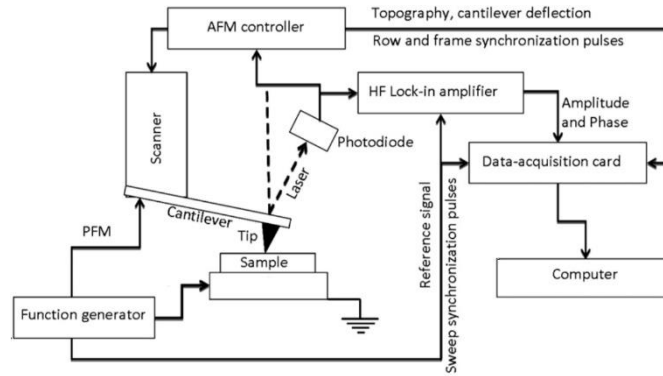 AFM controller
Topography, cantilever deflection
Row and frame synchronization pulses
Scanner
HF Lock-in amplifier
Amplitude
and Phase
Photodiode
Laser
Data-acquisition card
Cantilever
Tip
PFM
Sample
Reference signal
Sweep synchronization pulses
Computer
Function generator